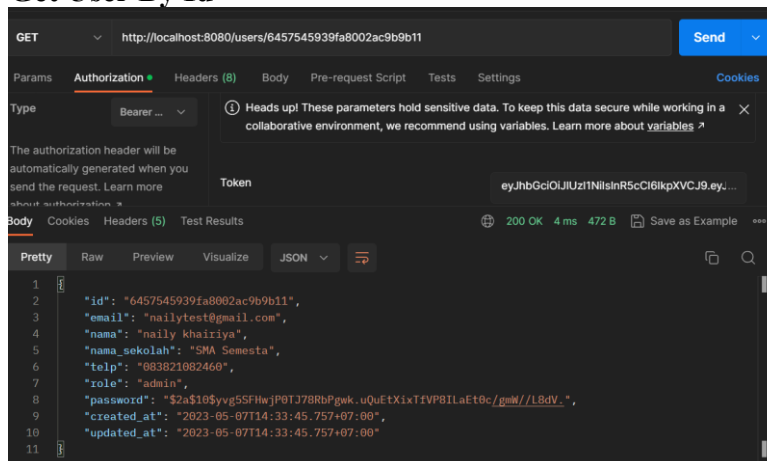 Get User By Id
GET http://localhost:8080/users/6457545939fa8002ac9b9b11 Send
Params Authorization Headers (8) Body Pre-request Script Tests Settings Cookies
Type Bearer ...
Heads up! These parameters hold sensitive data. To keep this data secure while working in a
collaborative environment, we recommend using variables. Learn more about variables ↗
The authorization header will be
automatically generated when you
send the request. Learn more
about authorization ↗
Token eyJhbGciOiJIUzI1NiIsInR5cCI6IkpXVCJ9.eyJ...
Body Cookies Headers (5) Test Results 200 OK 4 ms 472 B Save as Example
Pretty Raw Preview Visualize JSON
1 {
2 "id": "6457545939fa8002ac9b9b11",
3 "email": "nailytest@gmail.com",
4 "nama": "naily khairiya",
5 "nama_sekolah": "SMA Semesta",
6 "telp": "083821082460",
7 "role": "admin",
8 "password": "$2a$10$yvg5SFHwjP0TJ78RbPgwk.uQuEtXixTfVP8ILaEt0c/gmW//L8dV.",
9 "created_at": "2023-05-07T14:33:45.757+07:00",
10 "updated_at": "2023-05-07T14:33:45.757+07:00"
11 }